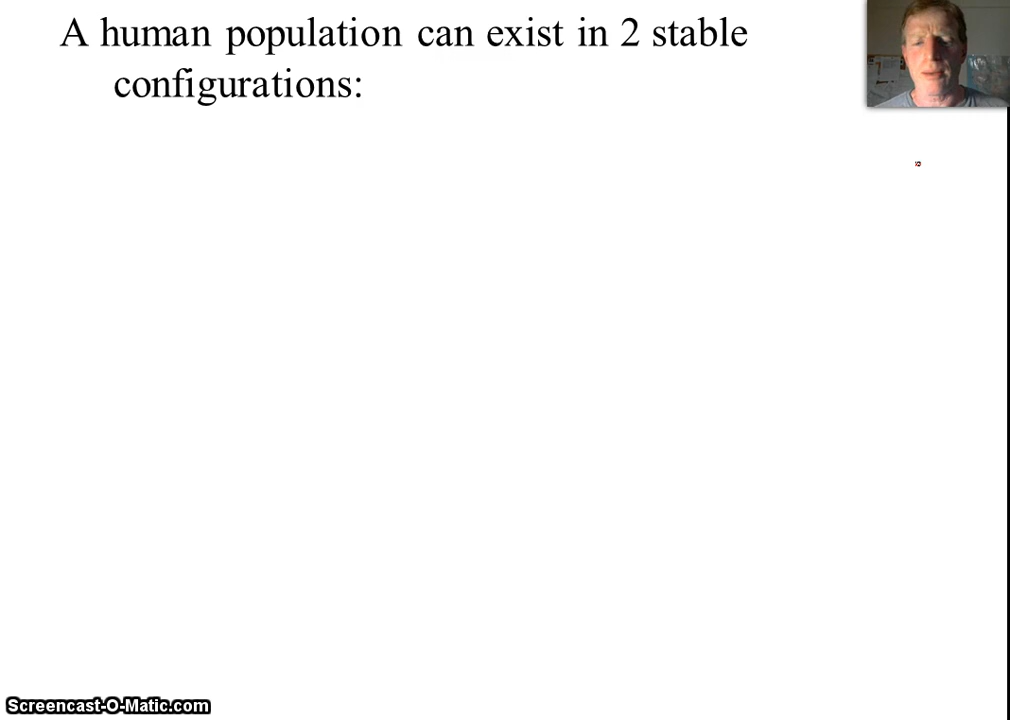 A human population can exist in 2 stable
configurations:
Screencast-O-Matic.com